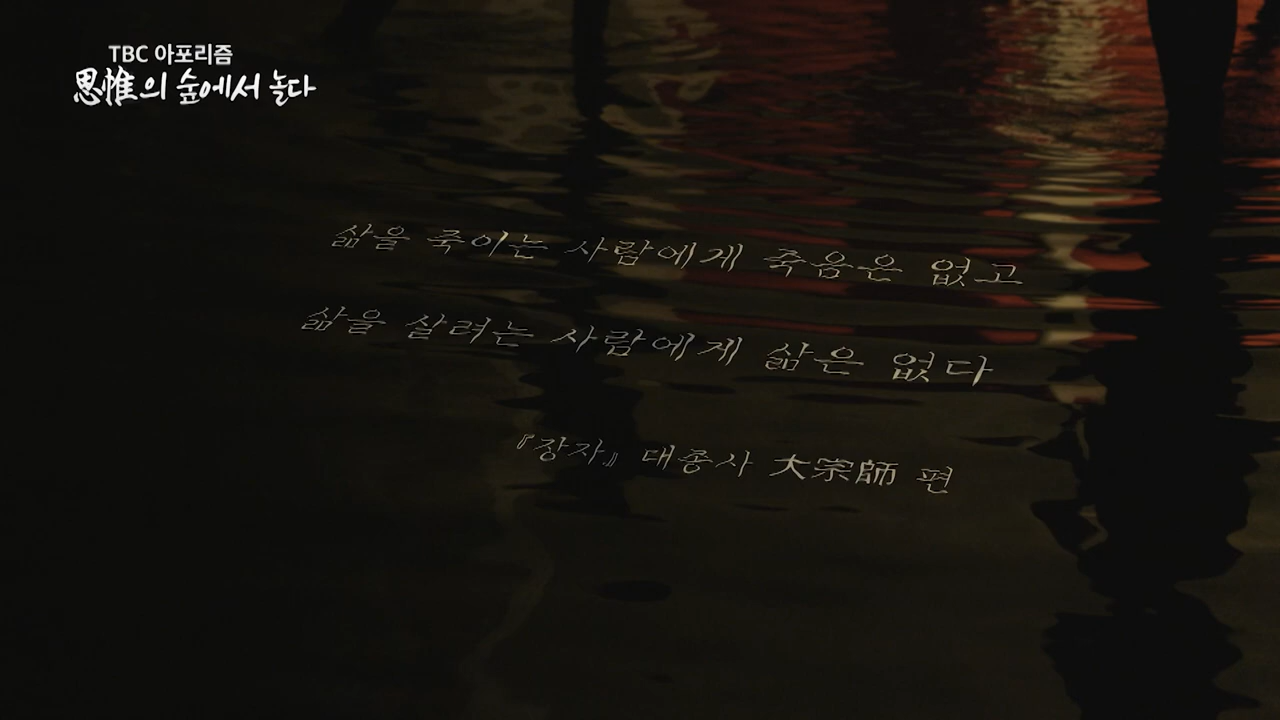 TBC 아포리즘
思惟의 숲에서 놀다
삶을 죽이는 사람에게 죽음은 없고
삶을 살려는 사람에게 삶은 없다
『장자』 대종사 大宗師 편